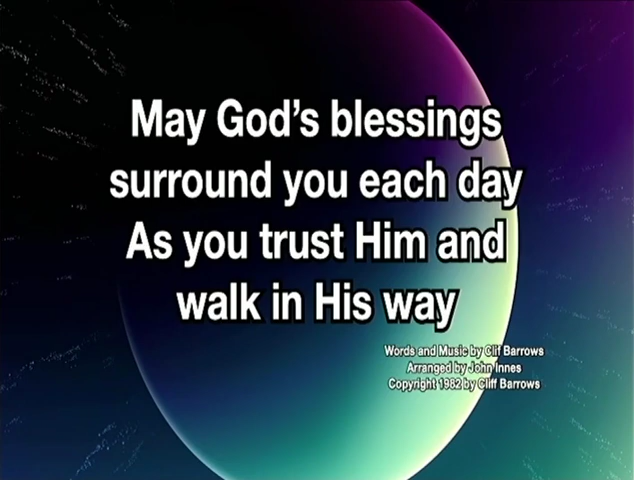 May God's blessings
surround you each day
As you trust Him and
walk in His way
Words and Music by Clif Barrows
Arranged by John Innes
Copyright 1982 by Cliff Barrows